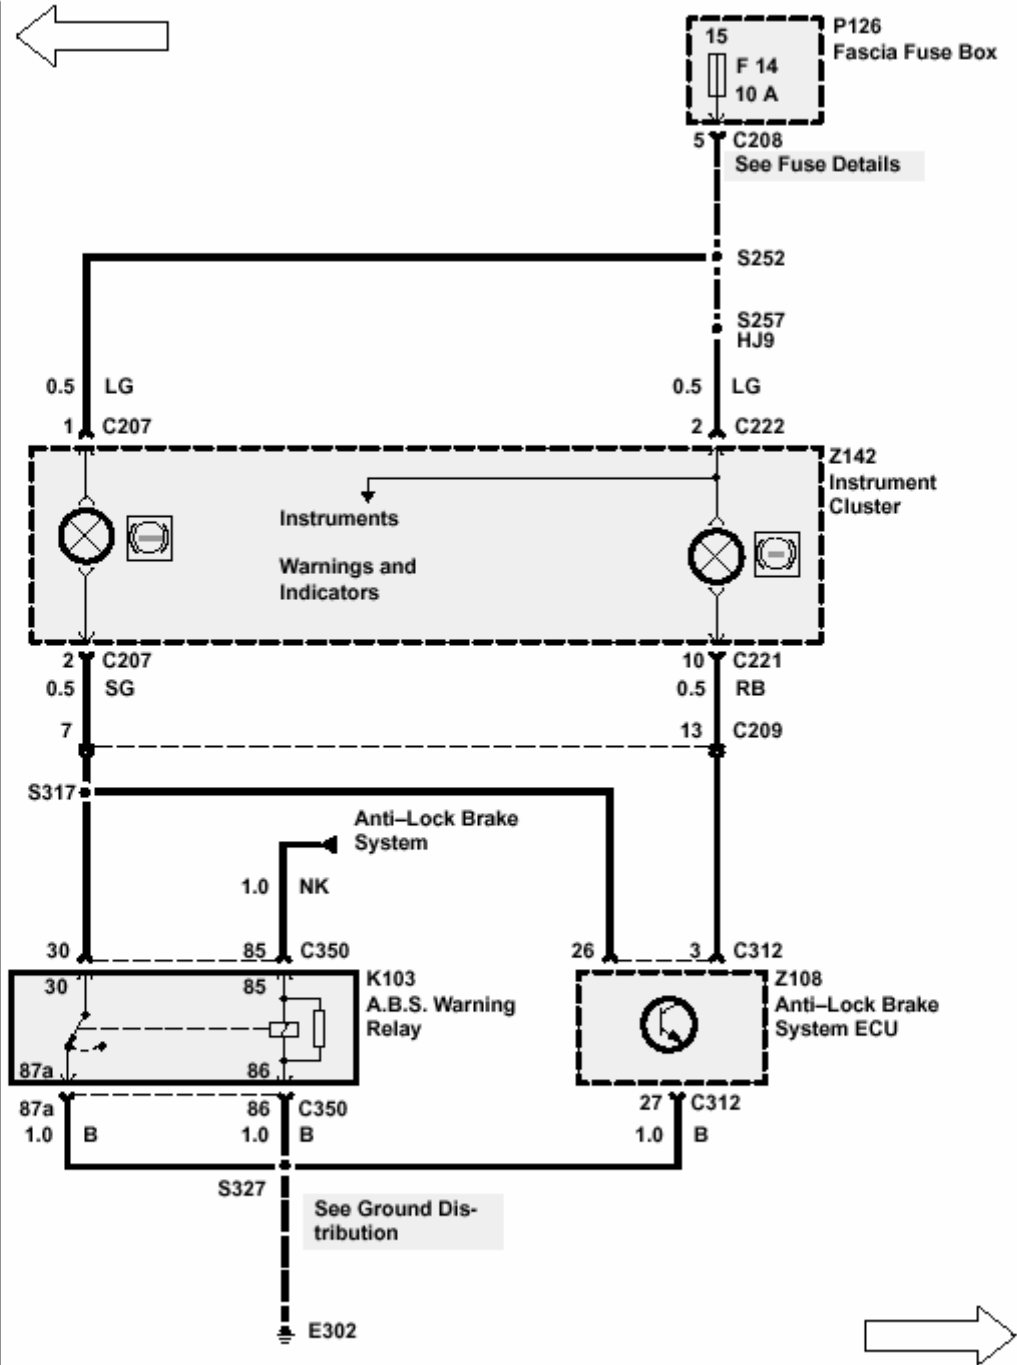 P126
15
Fascia Fuse Box
F 14
10 A
5 C208
See Fuse Details
S252
S257
HJ9
0.5 LG
0.5 LG
1 C207
2 C222
Z142
Instrument
Cluster
Instruments
Warnings and
Indicators
2 C207
10 C221
0.5 SG
0.5 RB
7
13 C209
S317
Anti–Lock Brake
System
1.0 NK
30
85 C350
26
3 C312
30
85
K103
A.B.S. Warning
Relay
Z108
Anti–Lock Brake
System ECU
87a
86
87a
86 C350
27 C312
1.0 B
1.0 B
1.0 B
S327
See Ground Dis-
tribution
E302